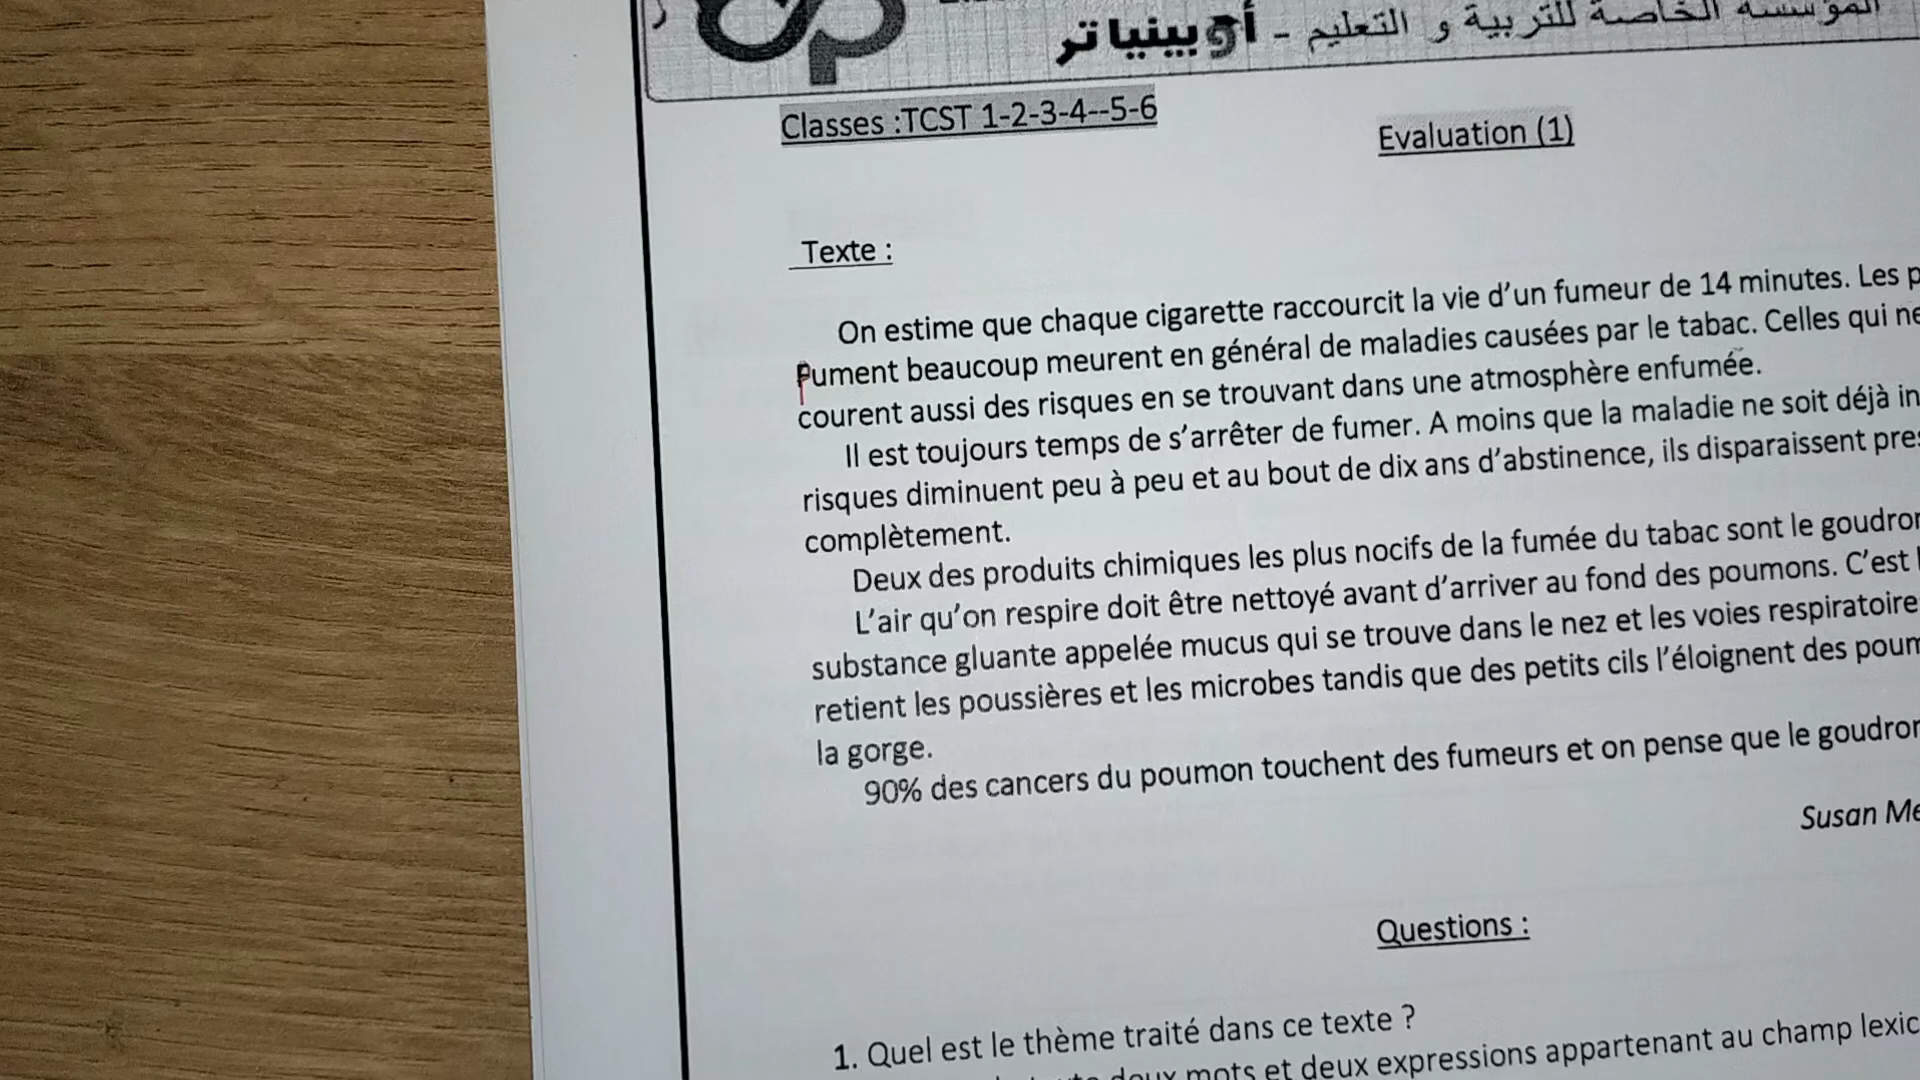 المؤسسة الخاصة للتربية و التعليم - أوبينياتر
Classes :TCST 1-2-3-4--5-6
Evaluation (1)
Texte :
On estime que chaque cigarette raccourcit la vie d’un fumeur de 14 minutes. Les
Fument beaucoup meurent en général de maladies causées par le tabac. Celles qui ne
courent aussi des risques en se trouvant dans une atmosphère enfumée.
Il est toujours temps de s’arrêter de fumer. A moins que la maladie ne soit déjà
risques diminuent peu à peu et au bout de dix ans d’abstinence, ils disparaissent
complètement.
Deux des produits chimiques les plus nocifs de la fumée du tabac sont le
L’air qu’on respire doit être nettoyé avant d’arriver au fond des poumons. C’est
substance gluante appelée mucus qui se trouve dans le nez et les voies
retient les poussières et les microbes tandis que des petits cils l’éloignent des
la gorge.
90% des cancers du poumon touchent des fumeurs et on pense que le
Susan
Questions :
1. Quel est le thème traité dans ce texte ?
deux mots et deux expressions appartenant au champ